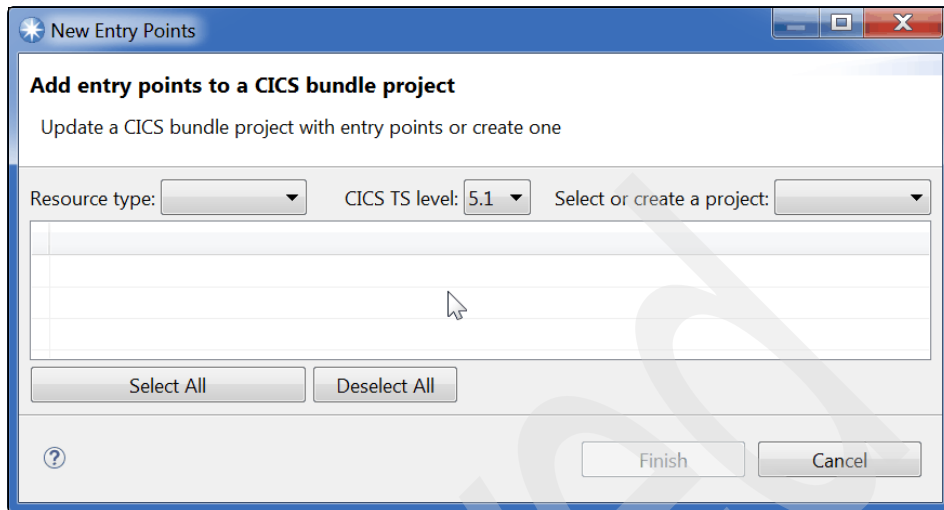 New Entry Points
Add entry points to a CICS bundle project
Update a CICS bundle project with entry points or create one
Resource type: CICS TS level: 5.1 Select or create a project:
Select All Deselect All
? Finish Cancel